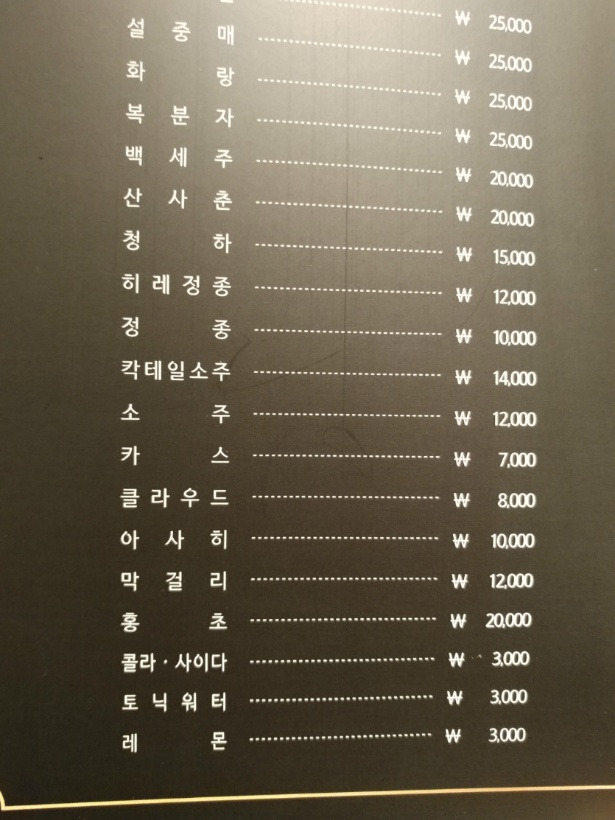 ₩ 25,000
설중매 ₩ 25,000
화랑 ₩ 25,000
복분자 ₩ 25,000
백세주 ₩ 20,000
산사춘 ₩ 20,000
청하 ₩ 15,000
히레정종 ₩ 12,000
정종 ₩ 10,000
칵테일소주 ₩ 14,000
소주 ₩ 12,000
카스 ₩ 7,000
클라우드 ₩ 8,000
아사히 ₩ 10,000
막걸리 ₩ 12,000
홍초 ₩ 20,000
콜라·사이다 ₩ 3,000
토닉워터 ₩ 3,000
레몬 ₩ 3,000